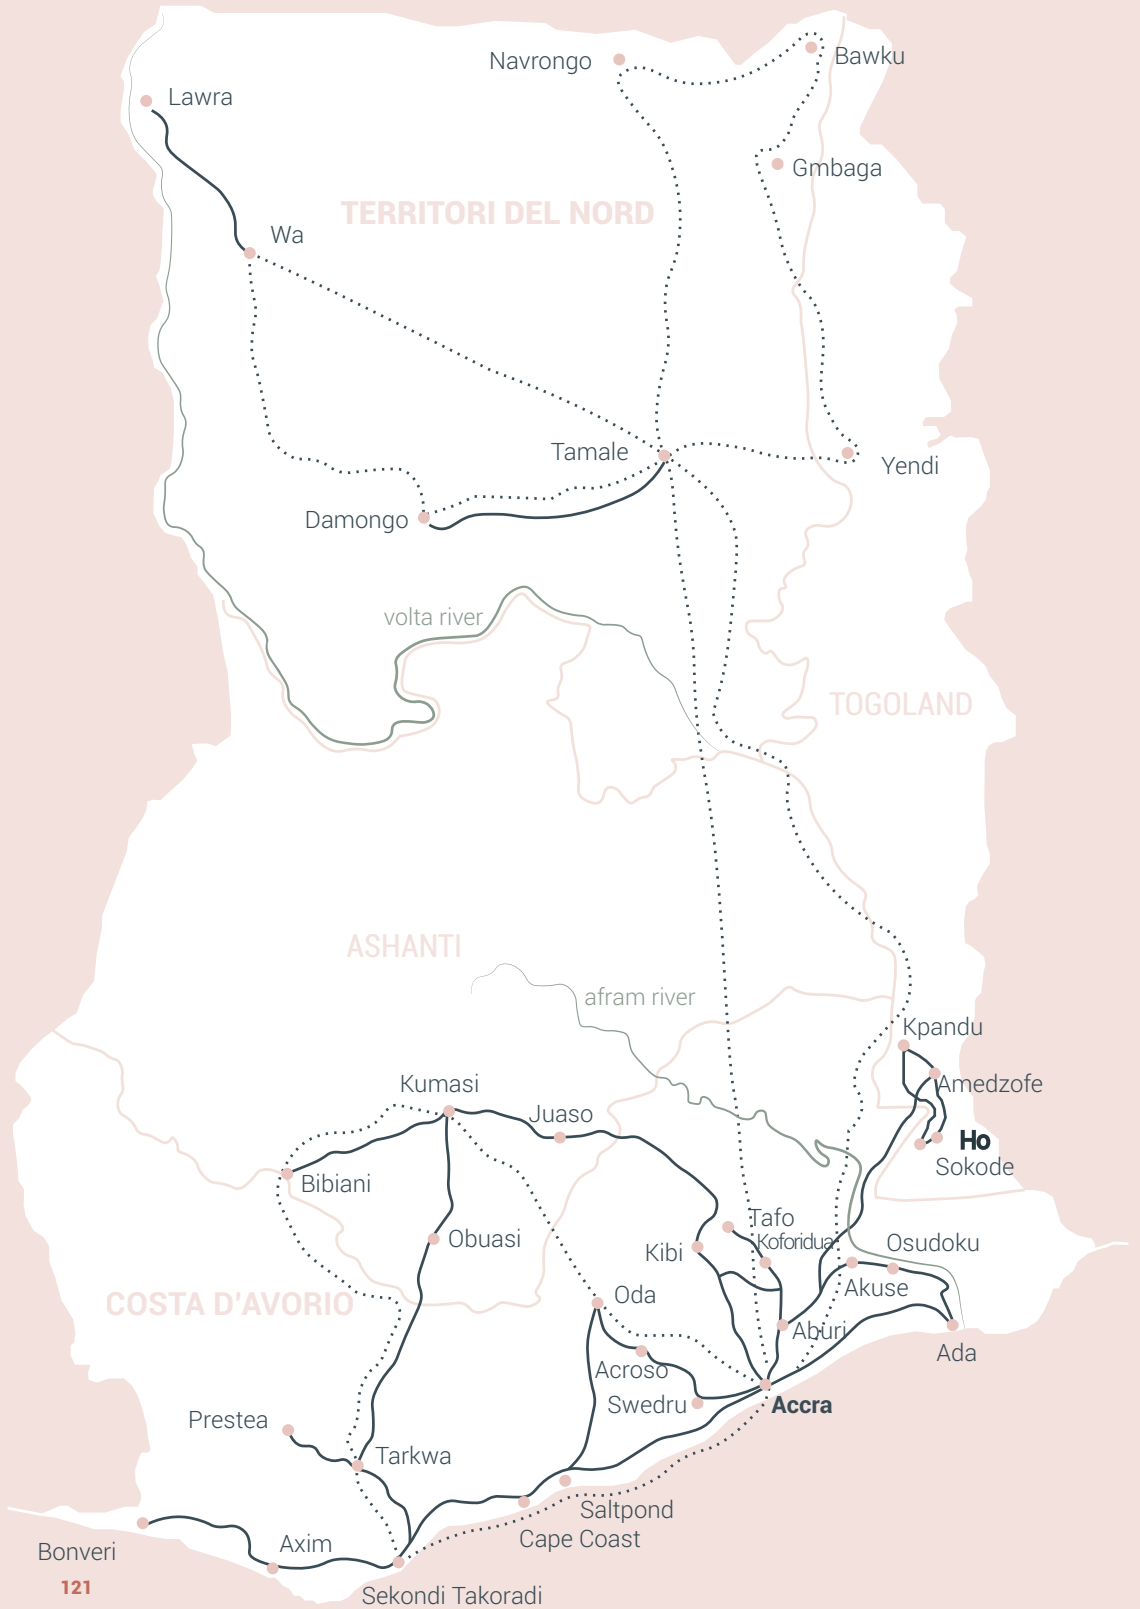 Navrongo
Bawku
Lawra
Gmbaga
TERRITORI DEL NORD
Wa
Tamale
Yendi
Damongo
volta river
TOGOLAND
ASHANTI
afram river
Kpandu
Kumasi
Amedzofe
Juaso
Ho
Sokode
Bibiani
Tafo
Obuasi
Koforidua
Kibi
Osudoku
Akuse
Oda
COSTA D'AVORIO
Aburi
Ada
Acroso
Swedru
Accra
Prestea
Tarkwa
Saltpond
Cape Coast
Axim
Bonveri
121
Sekondi Takoradi